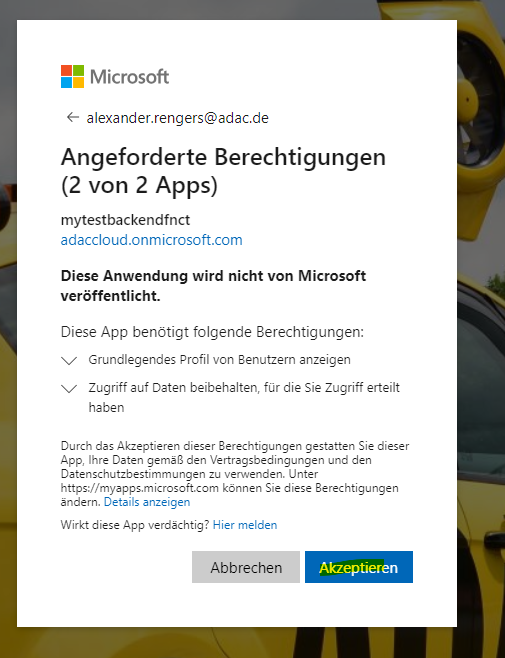 Microsoft
alexander.rengers@adac.de
Angeforderte Berechtigungen
(2 von 2 Apps)
mytestbackendfnct
adaccloud.onmicrosoft.com
Diese Anwendung wird nicht von Microsoft
veröffentlicht.
Diese App benötigt folgende Berechtigungen:
Grundlegendes Profil von Benutzern anzeigen
Zugriff auf Daten beibehalten, für die Sie Zugriff erteilt
haben
Durch das Akzeptieren dieser Berechtigungen gestatten Sie dieser
App, Ihre Daten gemäß den Vertragsbedingungen und den
Datenschutzbestimmungen zu verwenden. Unter
https://myapps.microsoft.com können Sie diese Berechtigungen
ändern. Details anzeigen
Wirkt diese App verdächtig? Hier melden
Abbrechen Akzeptieren